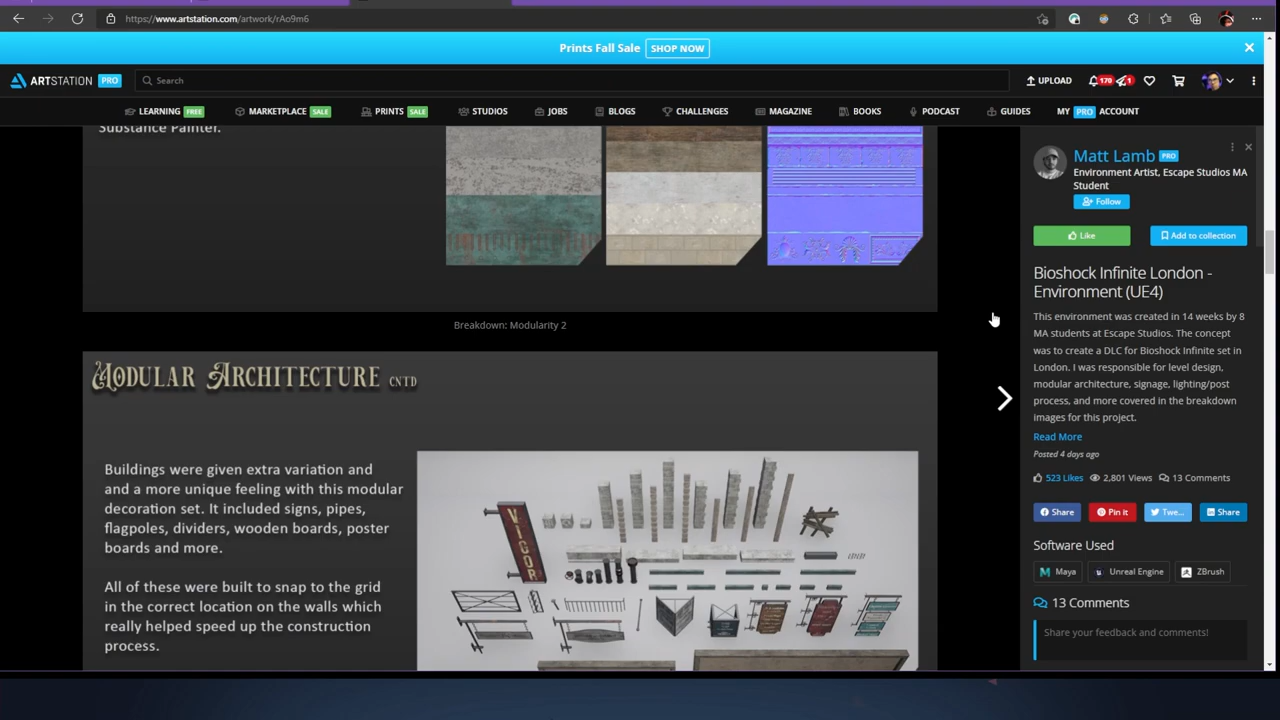 https://www.artstation.com/artwork/rAo9m6
Prints Fall Sale SHOP NOW
ARTSTATION PRO Search UPLOAD 170 1
LEARNING FREE MARKETPLACE SALE PRINTS SALE STUDIOS JOBS BLOGS CHALLENGES MAGAZINE BOOKS PODCAST GUIDES MY PRO ACCOUNT
Substance Painter.
Breakdown: Modularity 2
MODULAR ARCHITECTURE CNTD
Buildings were given extra variation and
and a more unique feeling with this modular
decoration set. It included signs, pipes,
flagpoles, dividers, wooden boards, poster
boards and more.
All of these were built to snap to the grid
in the correct location on the walls which
really helped speed up the construction
process.
VIGOR
Matt Lamb PRO
Environment Artist, Escape Studios MA
Student
Follow
Like Add to collection
Bioshock Infinite London -
Environment (UE4)
This environment was created in 14 weeks by 8
MA students at Escape Studios. The concept
was to create a DLC for Bioshock Infinite set in
London. I was responsible for level design,
modular architecture, signage, lighting/post
process, and more covered in the breakdown
images for this project.
Read More
Posted 4 days ago
523 Likes 2,801 Views 13 Comments
Share Pin it Twe... Share
Software Used
Maya Unreal Engine ZBrush
13 Comments
Share your feedback and comments!